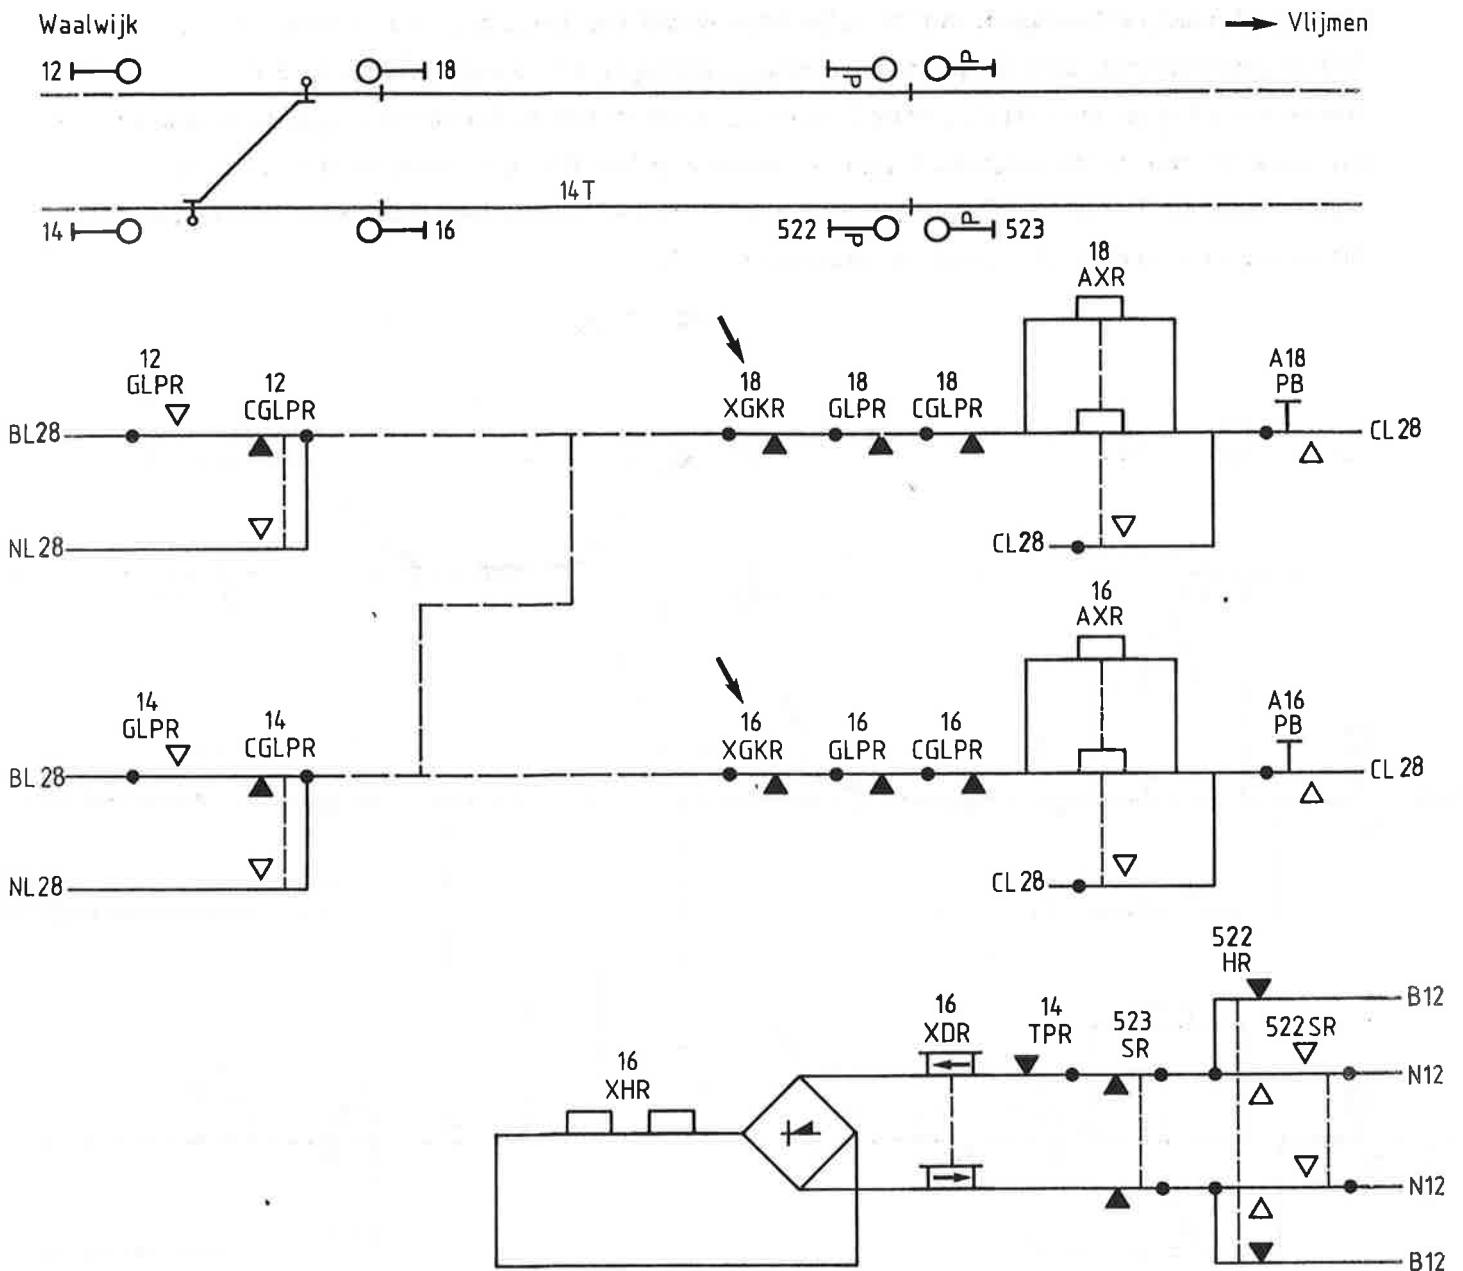 Waalwijk
Vlijmen
12
18
P
P
14T
14
16
522
P
P
523
18
AXR
12
GLPR
12
CGLPR
18
XGKR
18
GLPR
18
CGLPR
A18
PB
BL28
CL28
NL28
CL28
16
AXR
14
GLPR
14
CGLPR
16
XGKR
16
GLPR
16
CGLPR
A16
PB
BL28
CL28
NL28
CL28
522
HR
B12
16
XDR
14
TPR
523
SR
522SR
N12
16
XHR
N12
B12